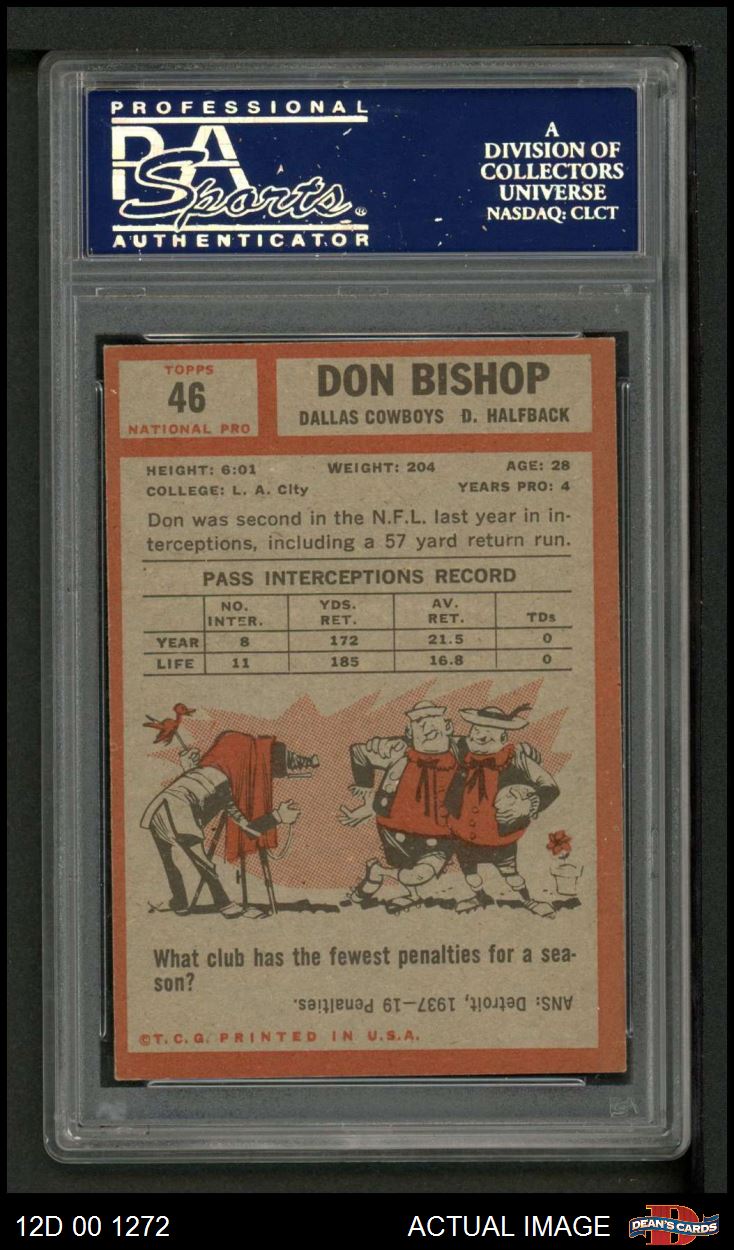 PROFESSIONAL
PSA
Sports®
AUTHENTICATOR
A
DIVISION OF
COLLECTORS
UNIVERSE
NASDAQ: CLCT
TOPPS
46
NATIONAL PRO
DON BISHOP
DALLAS COWBOYS D. HALFBACK
HEIGHT: 6:01 WEIGHT: 204 AGE: 28
COLLEGE: L. A. City YEARS PRO: 4
Don was second in the N.F.L. last year in in-
terceptions, including a 57 yard return run.
PASS INTERCEPTIONS RECORD
NO. INTER. YDS. RET. AV. RET. TDs
YEAR 8 172 21.5 0
LIFE 11 185 16.8 0
What club has the fewest penalties for a sea-
son?
ANS: Detroit, 1937—19 Penalties.
©T.C.G. PRINTED IN U.S.A.
PSA
12D 00 1272 ACTUAL IMAGE
D
DEAN'S CARDS